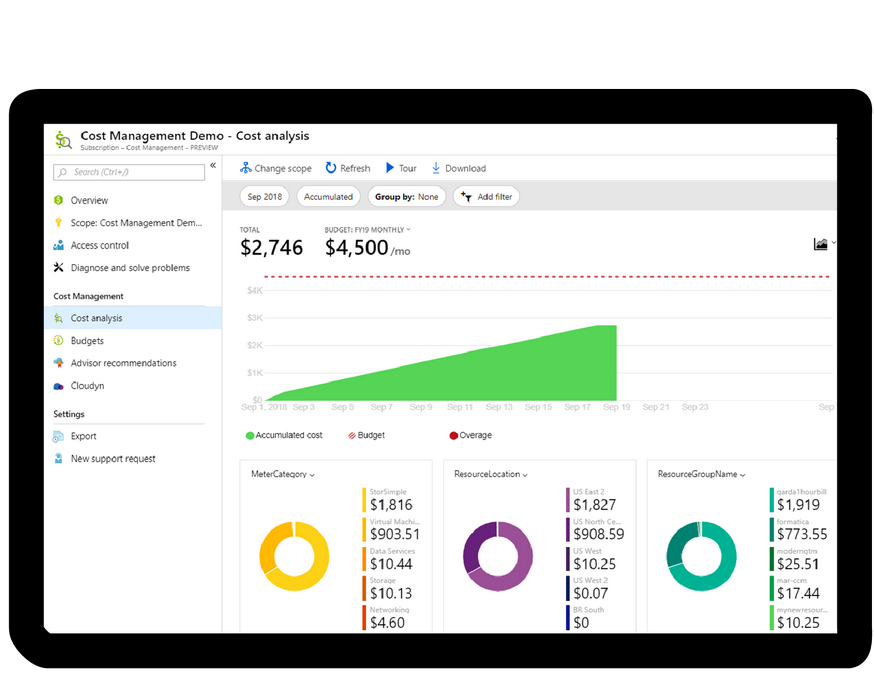 Cost Management Demo - Cost analysis
Subscription – Cost Management – PREVIEW
Search (Ctrl+/)
«
Change scope
Refresh
Tour
Download
Overview
Scope: Cost Management Dem...
Access control
Diagnose and solve problems
Cost Management
Cost analysis
Budgets
Advisor recommendations
Cloudyn
Settings
Export
New support request
Sep 2018
Accumulated
Group by: None
Add filter
TOTAL
$2,746
BUDGET: FY19 MONTHLY
$4,500 /mo
$4K
$3K
$2K
$1K
$0
Sep 1, 2018 Sep 3 Sep 5 Sep 7 Sep 9 Sep 11 Sep 13 Sep 15 Sep 17 Sep 19 Sep 21 Sep 23 Sep
Accumulated cost
Budget
Overage
MeterCategory
StorSimple
$1,816
Virtual Machi...
$903.51
Data Services
$10.44
Storage
$10.13
Networking
$4.60
ResourceLocation
US East 2
$1,827
US North Ce...
$908.59
US West
$10.25
US West 2
$0.07
BR South
$0
ResourceGroupName
$1,919
formatica
$773.55
modernqtm
$25.51
mar-ccm
$17.44
mynewresour...
$10.25